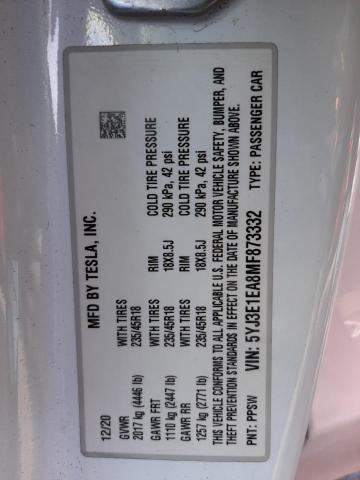 MFD BY TESLA, INC.
12/20
GVWR
2017 kg (4446 lb)
GAWR FRT WITH TIRES RIM COLD TIRE PRESSURE
1110 kg (2447 lb) 235/45R18 18X8.5J 290 kPa, 42 psi
GAWR RR WITH TIRES RIM COLD TIRE PRESSURE
1257 kg (2771 lb) 235/45R18 18X8.5J 290 kPa, 42 psi
THIS VEHICLE CONFORMS TO ALL APPLICABLE U.S. FEDERAL MOTOR VEHICLE SAFETY, BUMPER, AND
THEFT PREVENTION STANDARDS IN EFFECT ON THE DATE OF MANUFACTURE SHOWN ABOVE.
VIN: 5YJ3E1EA8MF873332 TYPE: PASSENGER CAR
PNT: PPSW